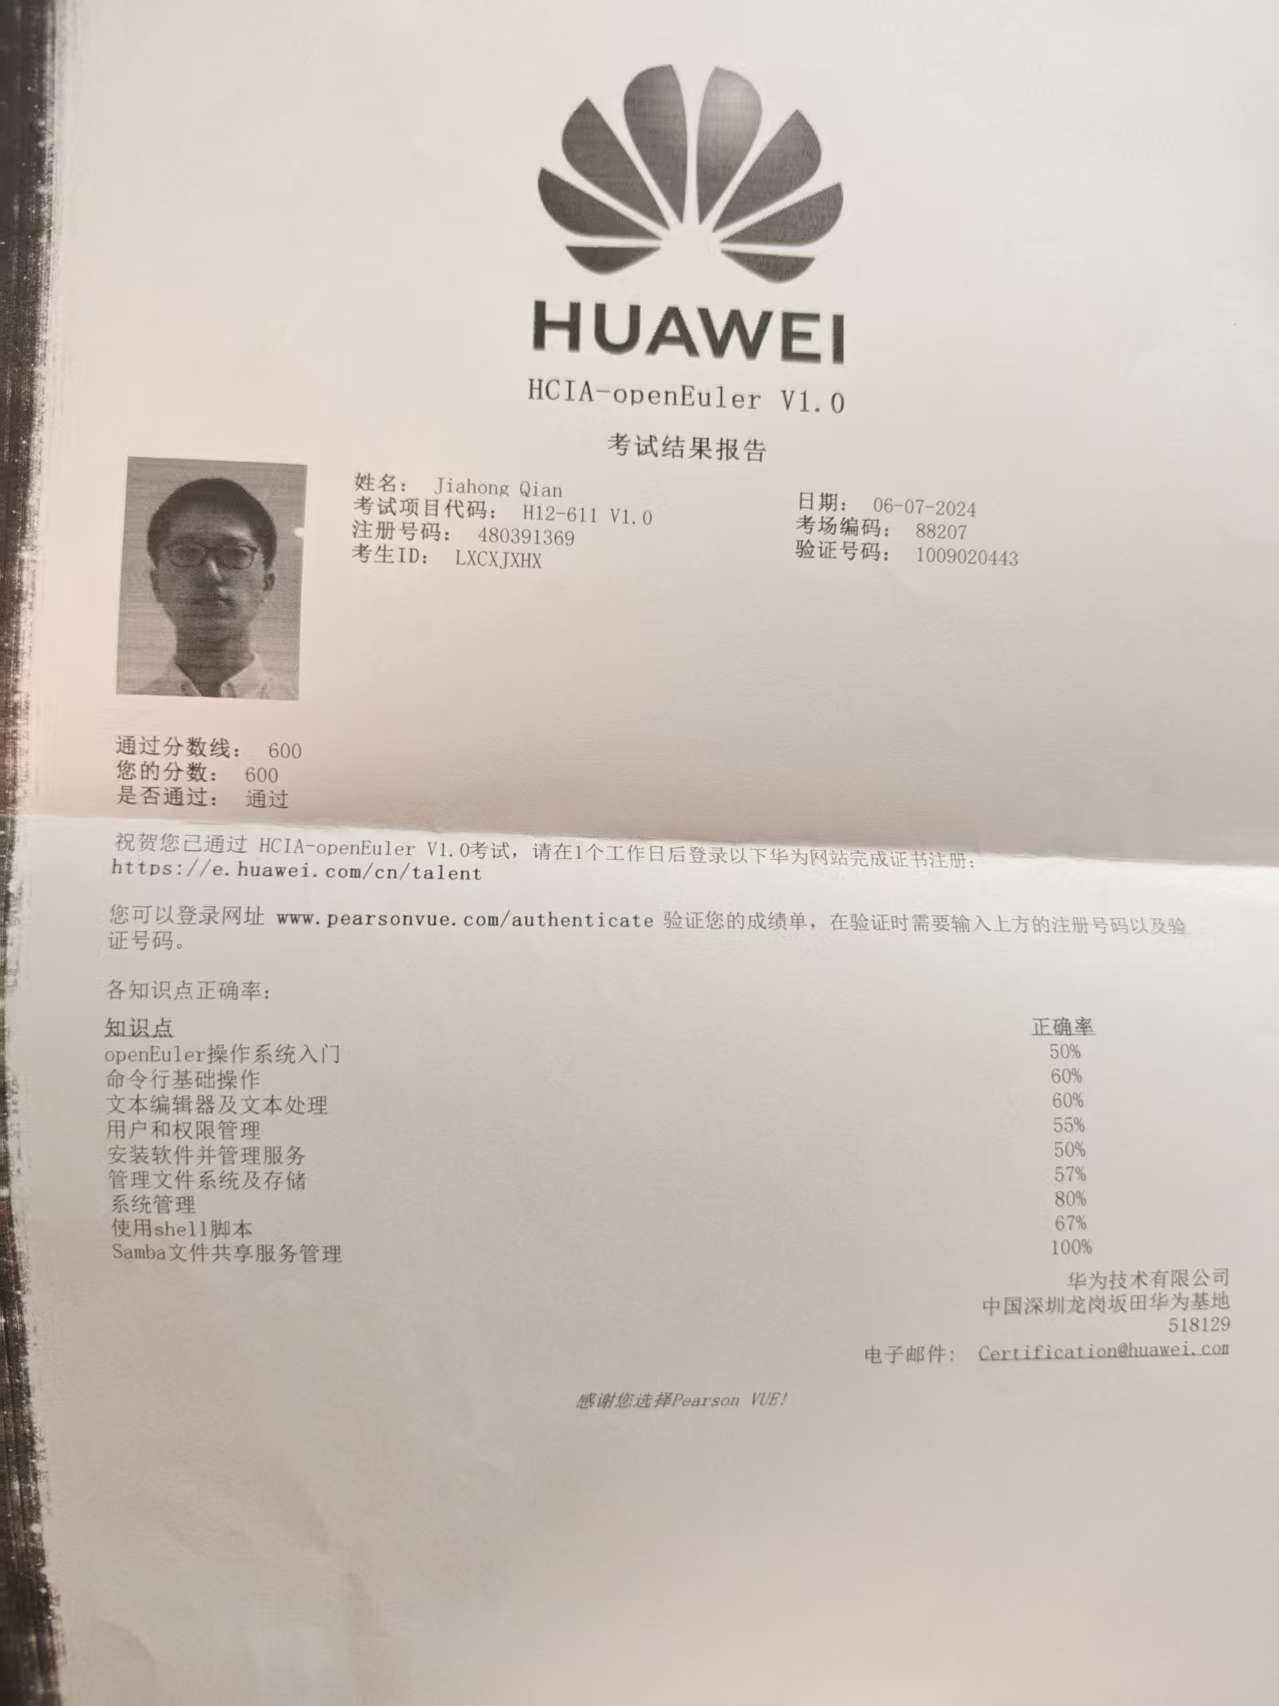 HUAWEI
HCIA-openEuler V1.0
考试结果报告
姓名: Jiahong Qian
考试项目代码: H12-611 V1.0
注册号码: 480391369
考生ID: LXCXJXHX
日期: 06-07-2024
考场编码: 88207
验证号码: 1009020443
通过分数线: 600
您的分数: 600
是否通过: 通过
祝贺您已通过 HCIA-openEuler V1.0考试，请在1个工作日后登录以下华为网站完成证书注册:
https://e.huawei.com/cn/talent
您可以登录网址 www.pearsonvue.com/authenticate 验证您的成绩单，在验证时需要输入上方的注册号码以及验
证号码。
各知识点正确率:
知识点 正确率
openEuler操作系统入门 50%
命令行基础操作 60%
文本编辑器及文本处理 60%
用户和权限管理 55%
安装软件并管理服务 50%
管理文件系统及存储 57%
系统管理 80%
使用shell脚本 67%
Samba文件共享服务管理 100%
华为技术有限公司
中国深圳龙岗坂田华为基地
518129
电子邮件: Certification@huawei.com
感谢您选择Pearson VUE!